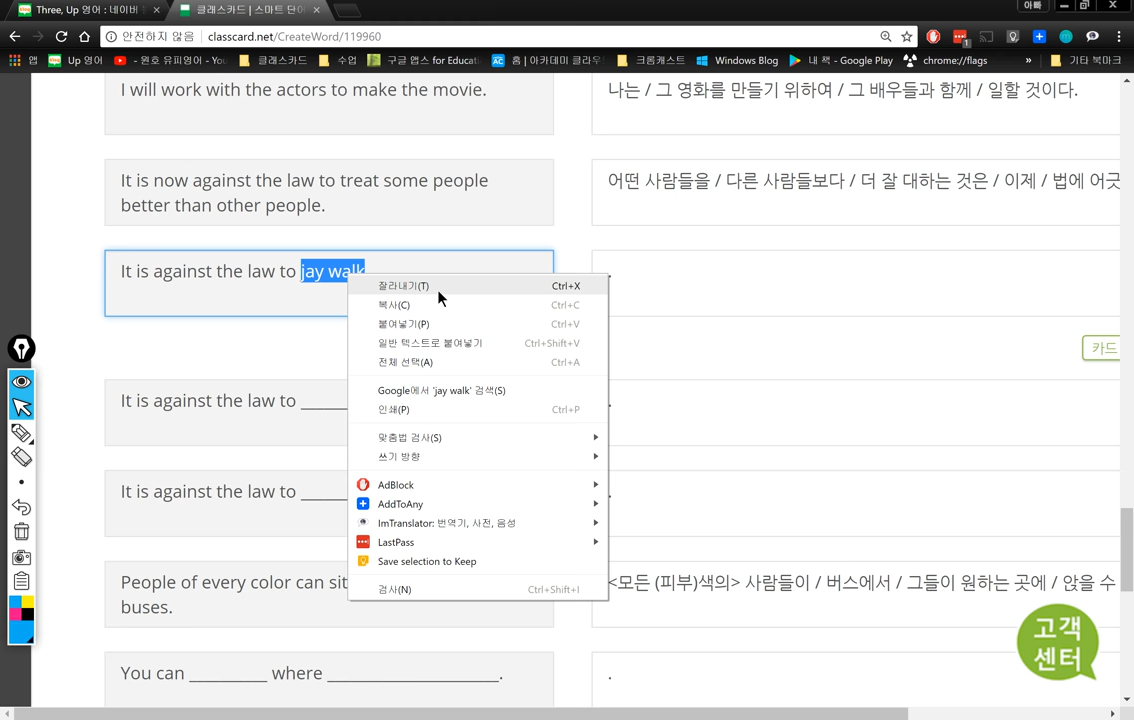 Three, Up 영어 : 네이버
클래스카드 | 스마트 단어
아빠
안전하지 않음
classcard.net/CreateWord/119960
앱
Up 영어
- 원호 유피영어 - You
클래스카드
수업
구글 앱스 for Educati
홈 | 아카데미 클라우
크롬캐스트
Windows Blog
내 책 - Google Play
chrome://flags
»
기타 북마크
I will work with the actors to make the movie.
나는 / 그 영화를 만들기 위하여 / 그 배우들과 함께 / 일할 것이다.
It is now against the law to treat some people
better than other people.
어떤 사람들을 / 다른 사람들보다 / 더 잘 대하는 것은 / 이제 / 법에 어긋
It is against the law to jay walk
.
잘라내기(T) Ctrl+X
복사(C) Ctrl+C
붙여넣기(P) Ctrl+V
일반 텍스트로 붙여넣기 Ctrl+Shift+V
전체 선택(A) Ctrl+A
Google에서 'jay walk' 검색(S)
인쇄(P) Ctrl+P
맞춤법 검사(S)
쓰기 방향
AdBlock
AddToAny
ImTranslator: 번역기, 사전, 음성
LastPass
Save selection to Keep
검사(N) Ctrl+Shift+I
카드
It is against the law to _____
.
It is against the law to _____
.
People of every color can sit
buses.
<모든 (피부)색의> 사람들이 / 버스에서 / 그들이 원하는 곳에 / 앉을 수
You can _________ where ____________________.
.
고객
센터